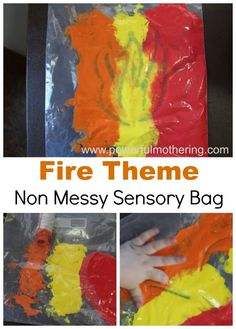 www.powerfulmothering.com
Fire Theme
Non Messy Sensory Bag